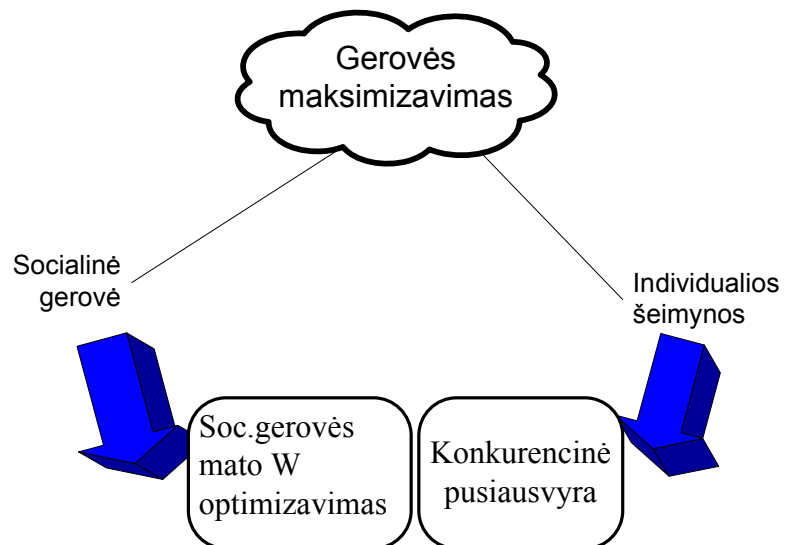 Gerovės
maksimizavimas
Socialinė
gerovė
Individualios
šeimynos
Soc.gerovės
mato W
optimizavimas
Konkurencinė
pusiausvyra